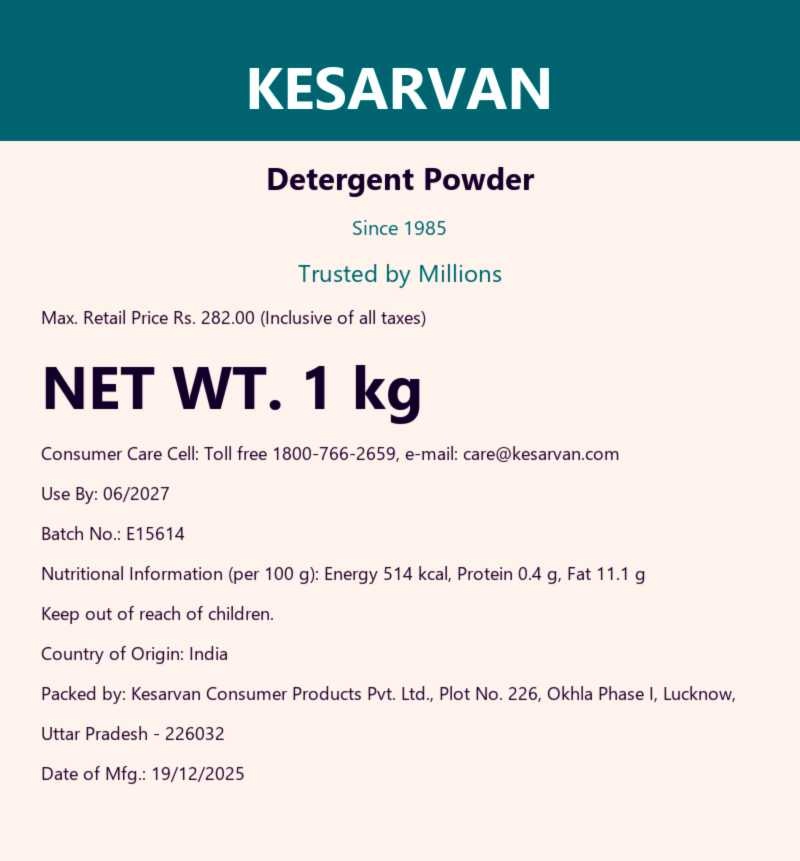 KESARVAN
Detergent Powder
Since 1985
Trusted by Millions
Max. Retail Price Rs. 282.00 (Inclusive of all taxes)
NET WT. 1 kg
Consumer Care Cell: Toll free 1800-766-2659, e-mail: care@kesarvan.com
Use By: 06/2027
Batch No.: E15614
Nutritional Information (per 100 g): Energy 514 kcal, Protein 0.4 g, Fat 11.1 g
Keep out of reach of children.
Country of Origin: India
Packed by: Kesarvan Consumer Products Pvt. Ltd., Plot No. 226, Okhla Phase I, Lucknow,
Uttar Pradesh - 226032
Date of Mfg.: 19/12/2025